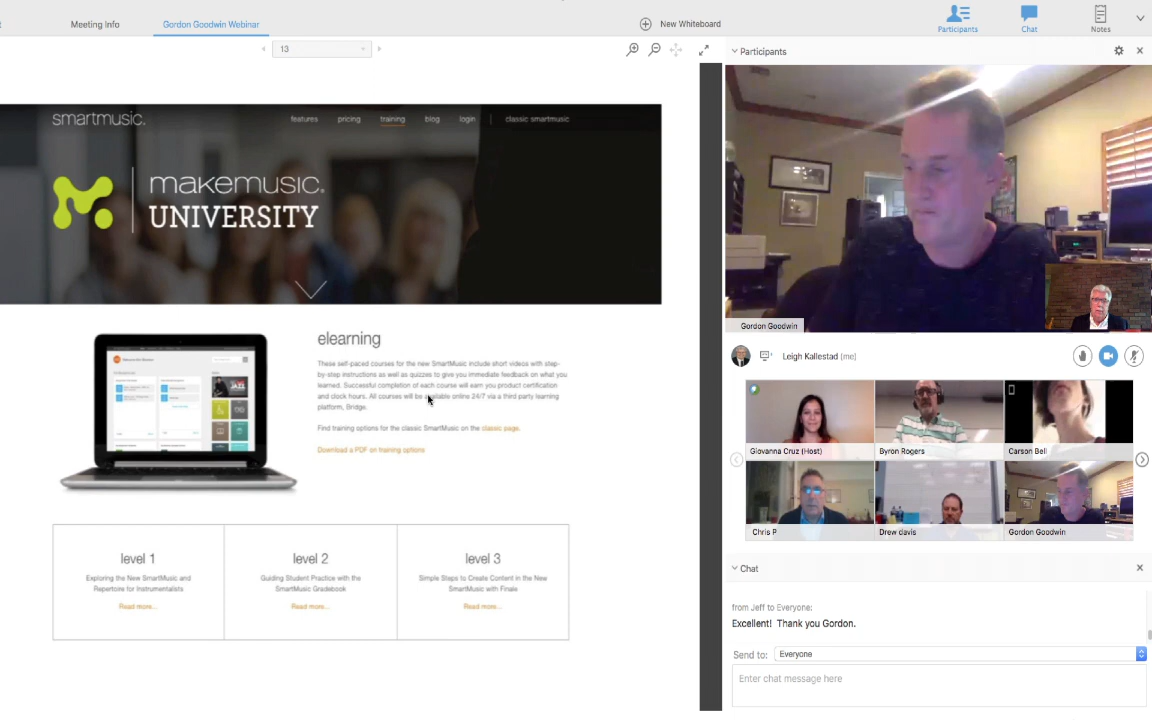 Meeting Info
Gordon Goodwin Webinar
New Whiteboard
Participants
Chat
Notes
13
smartmusic.
features
pricing
training
blog
login
classic smartmusic
makemusic.
UNIVERSITY
elearning
These self-paced courses for the new SmartMusic include short videos with step-
by-step instructions as well as quizzes to give you immediate feedback on what you
learned. Successful completion of each course will earn you product certification
and clock hours. All courses will be available online 24/7 via a third party learning
platform, Bridge.
Find training options for the classic SmartMusic on the classic page.
Download a PDF on training options
level 1
Exploring the New SmartMusic and
Repertoire for Instrumentalists
Read more...
level 2
Guiding Student Practice with the
SmartMusic Gradebook
Read more...
level 3
Simple Steps to Create Content in the New
SmartMusic with Finale
Read more...
Participants
Gordon Goodwin
Leigh Kallestad (me)
Giovanna Cruz (Host)
Byron Rogers
Carson Bell
Chris P
Drew davis
Gordon Goodwin
Chat
from Jeff to Everyone:
Excellent! Thank you Gordon.
Send to:
Everyone
Enter chat message here